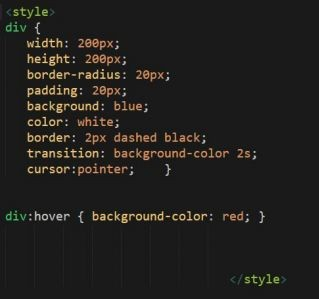 <style>
div {
width: 200px;
height: 200px;
border-radius: 20px;
padding: 20px;
background: blue;
color: white;
border: 2px dashed black;
transition: background-color 2s;
cursor:pointer; }
div:hover { background-color: red; }
</style>